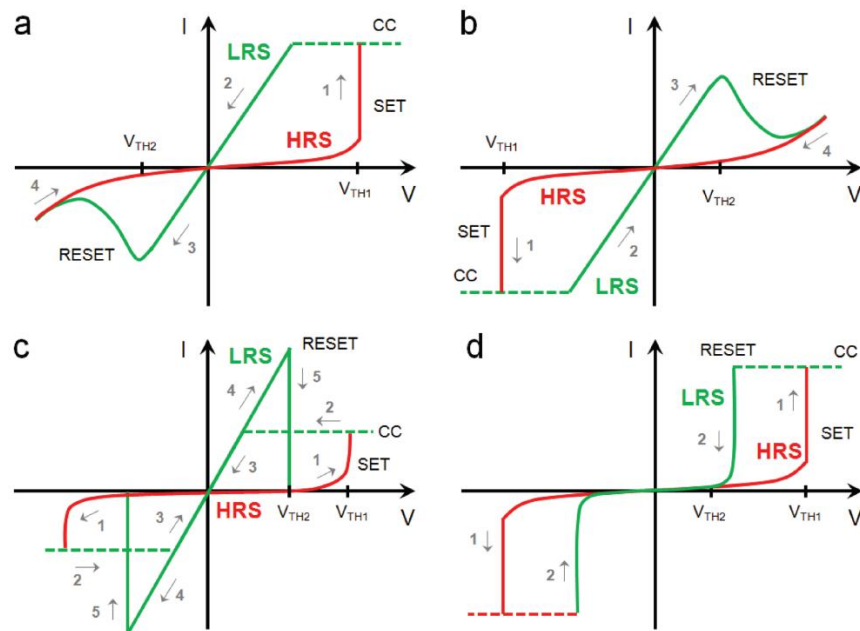 a
I
LRS
CC
2
1
SET
V_TH2
HRS
4
V_TH1
V
RESET
3
b
I
3
RESET
V_TH1
4
HRS
V_TH2
V
SET
1
2
CC
LRS
c
I
LRS
RESET
4
5
2
CC
3
1
SET
HRS
V_TH2
V_TH1
V
1
3
2
5
4
d
I
RESET
CC
LRS
1
2
HRS
SET
V_TH2
V_TH1
V
1
2